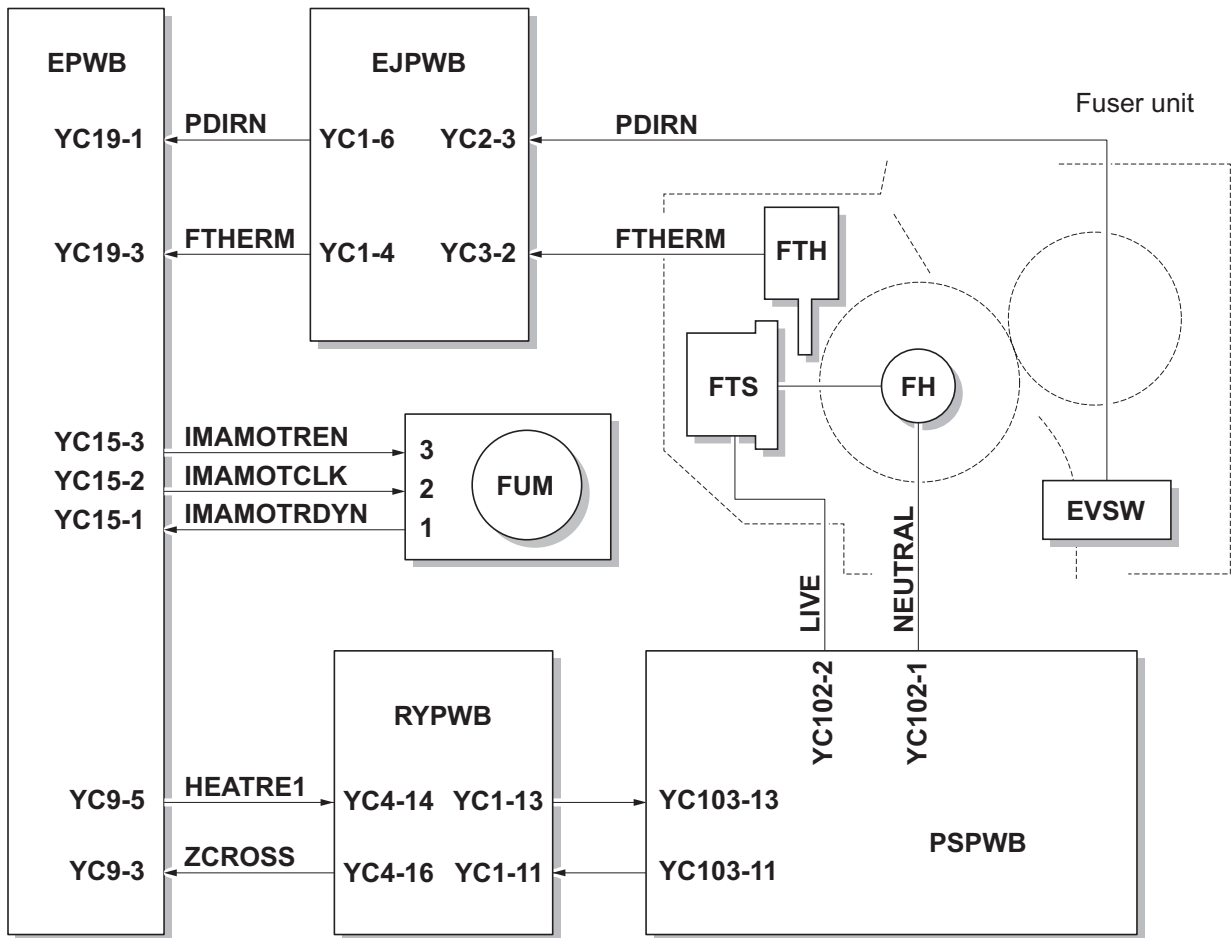 EPWB
EJPWB
Fuser unit
YC19-1
PDIRN
YC1-6
YC2-3
PDIRN
YC19-3
FTHERM
YC1-4
YC3-2
FTHERM
FTH
FTS
FH
YC15-3
IMAMOTREN
3
YC15-2
IMAMOTCLK
2
FUM
YC15-1
IMAMOTRDYN
1
EVSW
LIVE
NEUTRAL
YC102-2
YC102-1
RYPWB
YC9-5
HEATRE1
YC4-14
YC1-13
YC103-13
PSPWB
YC9-3
ZCROSS
YC4-16
YC1-11
YC103-11